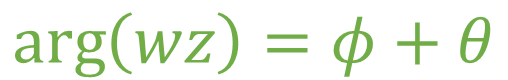 arg(𝑤𝑧) = 𝜙 + 𝜃